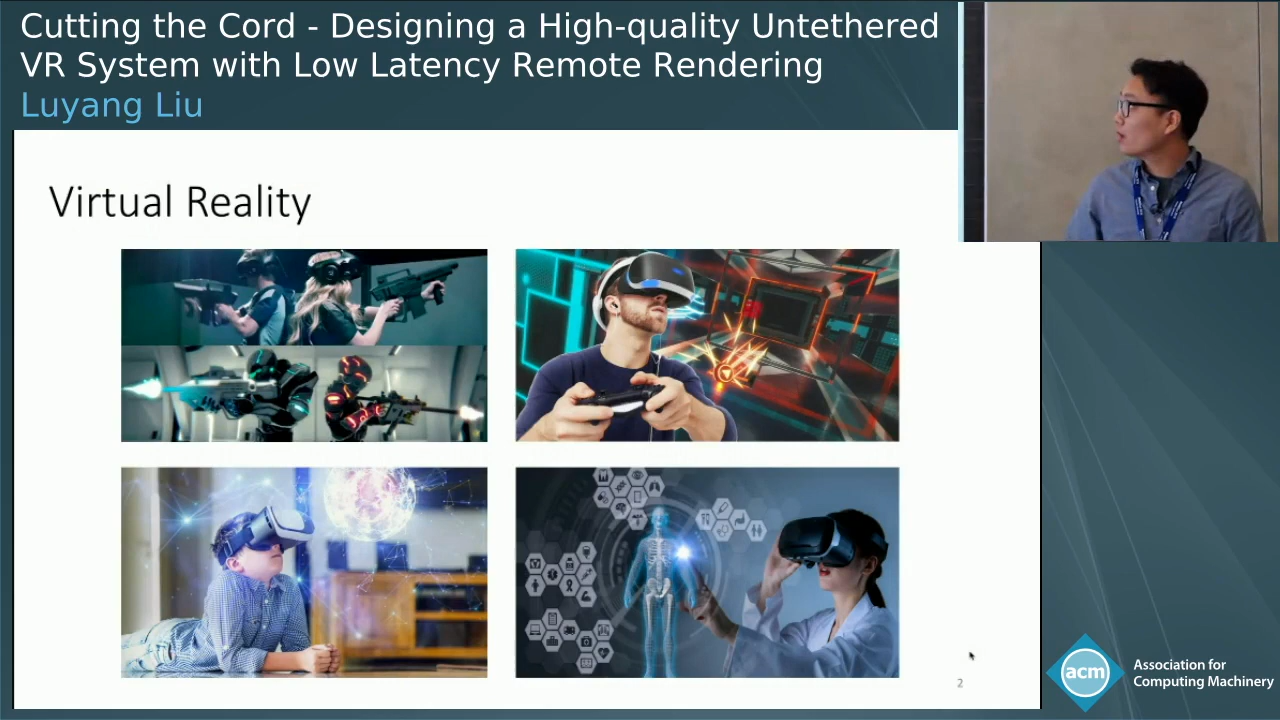 Cutting the Cord - Designing a High-quality Untethered
VR System with Low Latency Remote Rendering
Luyang Liu
Virtual Reality
2
acm
Association for
Computing Machinery